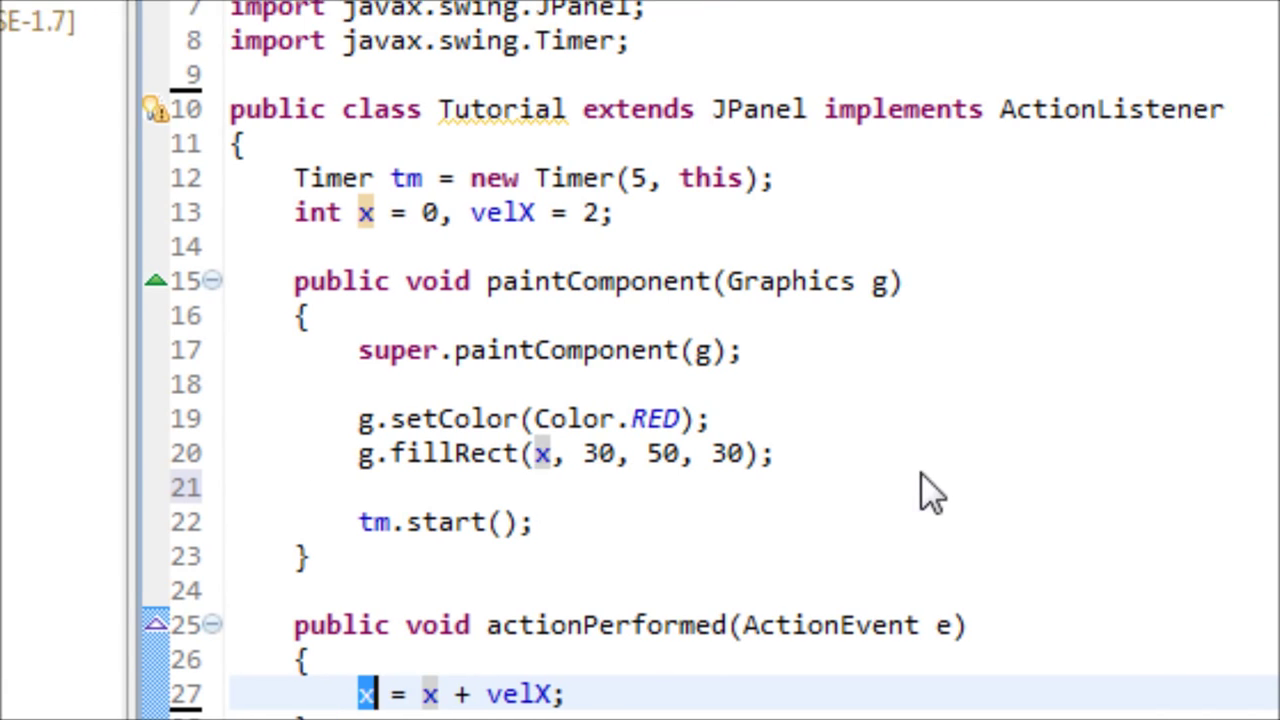 SE-1.7]
7 import javax.swing.JPanel;
8 import javax.swing.Timer;
9
10 public class Tutorial extends JPanel implements ActionListener
11 {
12 Timer tm = new Timer(5, this);
13 int x = 0, velX = 2;
14
15 public void paintComponent(Graphics g)
16 {
17 super.paintComponent(g);
18
19 g.setColor(Color.RED);
20 g.fillRect(x, 30, 50, 30);
21
22 tm.start();
23 }
24
25 public void actionPerformed(ActionEvent e)
26 {
27 x = x + velX;